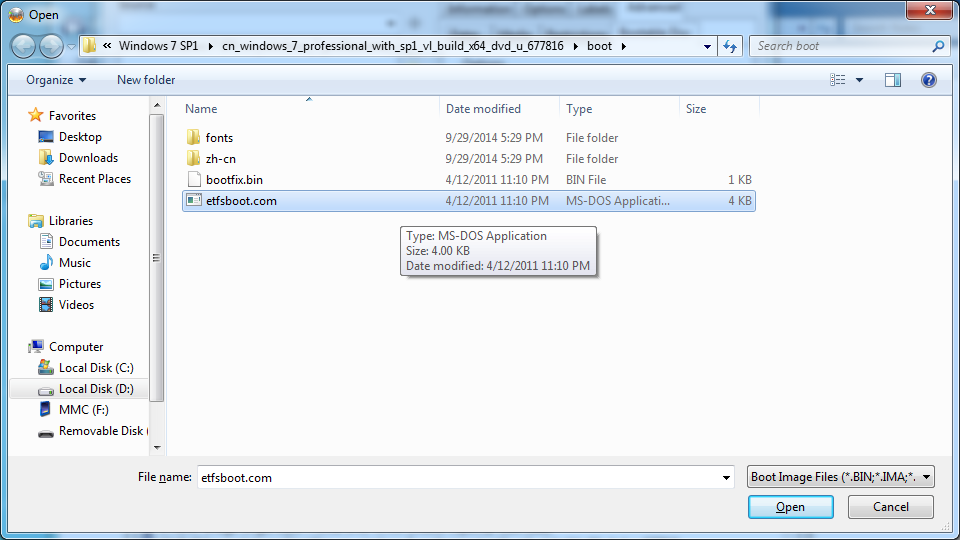 Open
Windows 7 SP1 cn_windows_7_professional_with_sp1_vl_build_x64_dvd_u_677816 boot
Search boot
Organize New folder
Favorites
Desktop
Downloads
Recent Places
Libraries
Documents
Music
Pictures
Videos
Computer
Local Disk (C:)
Local Disk (D:)
MMC (F:)
Removable Disk (
Name Date modified Type Size
fonts 9/29/2014 5:29 PM File folder
zh-cn 9/29/2014 5:29 PM File folder
bootfix.bin 4/12/2011 11:10 PM BIN File 1 KB
etfsboot.com 4/12/2011 11:10 PM MS-DOS Applicati... 4 KB
Type: MS-DOS Application
Size: 4.00 KB
Date modified: 4/12/2011 11:10 PM
File name: etfsboot.com Boot Image Files (*.BIN;*.IMA;*.
Open Cancel